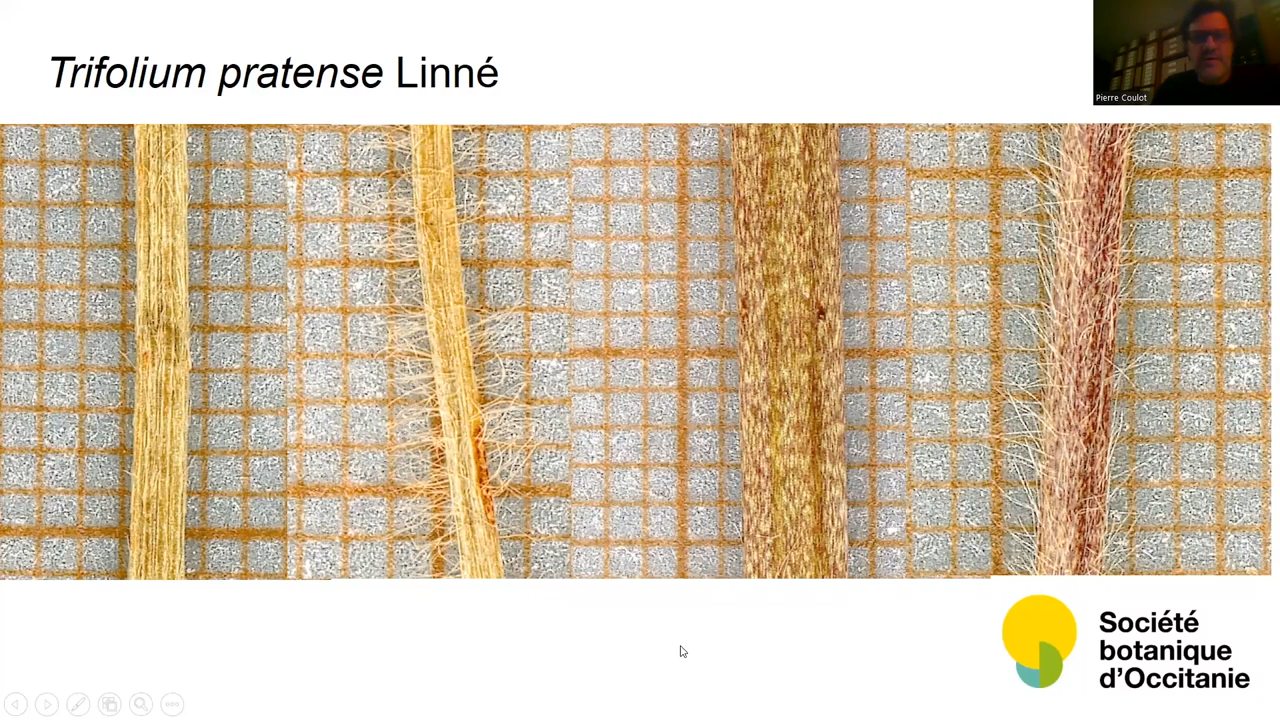 Trifolium pratense Linné
Pierre Coulot
Société
botanique
d'Occitanie